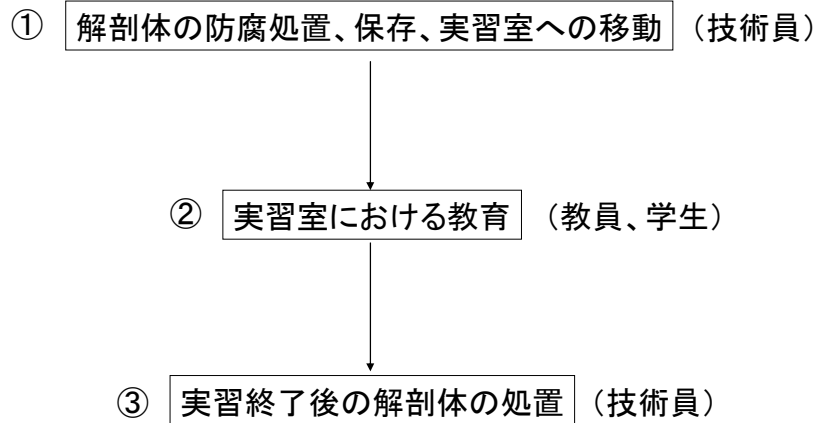 ① 解剖体の防腐処置、保存、実習室への移動 （技術員）
② 実習室における教育 （教員、学生）
③ 実習終了後の解剖体の処置 （技術員）